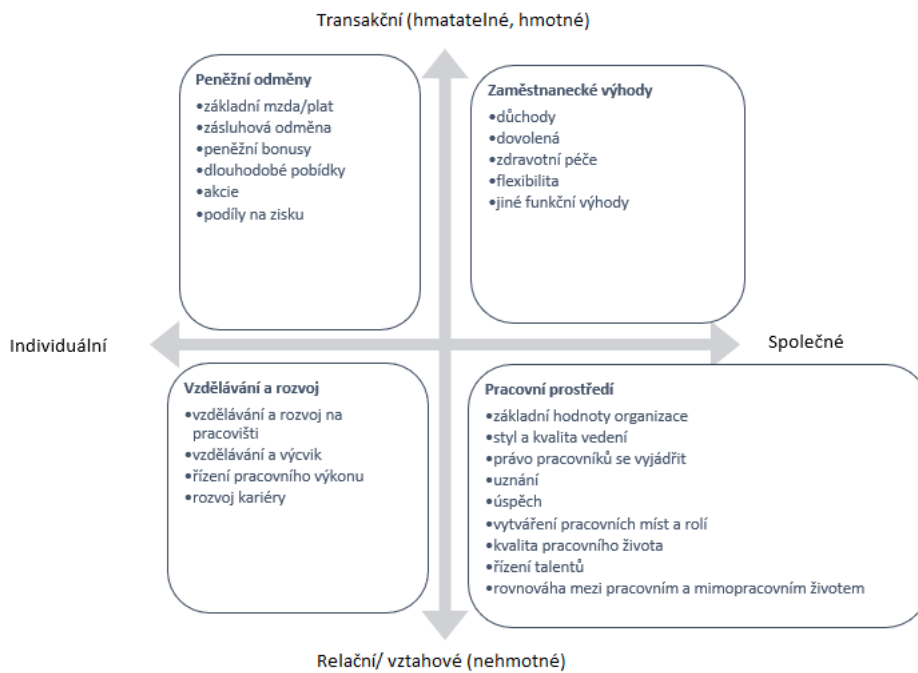 Transakční (hmatatelné, hmotné)
Peněžní odměny
•základní mzda/plat
•zásluhová odměna
•peněžní bonusy
•dlouhodobé pobídky
•akcie
•podíly na zisku
Zaměstnanecké výhody
•důchody
•dovolená
•zdravotní péče
•flexibilita
•jiné funkční výhody
Individuální
Společné
Vzdělávání a rozvoj
•vzdělávání a rozvoj na
pracovišti
•vzdělávání a výcvik
•řízení pracovního výkonu
•rozvoj kariéry
Pracovní prostředí
•základní hodnoty organizace
•styl a kvalita vedení
•právo pracovníků se vyjádřit
•uznání
•úspěch
•vytváření pracovních míst a rolí
•kvalita pracovního života
•řízení talentů
•rovnováha mezi pracovním a mimopracovním životem
Relační/ vztahové (nehmotné)